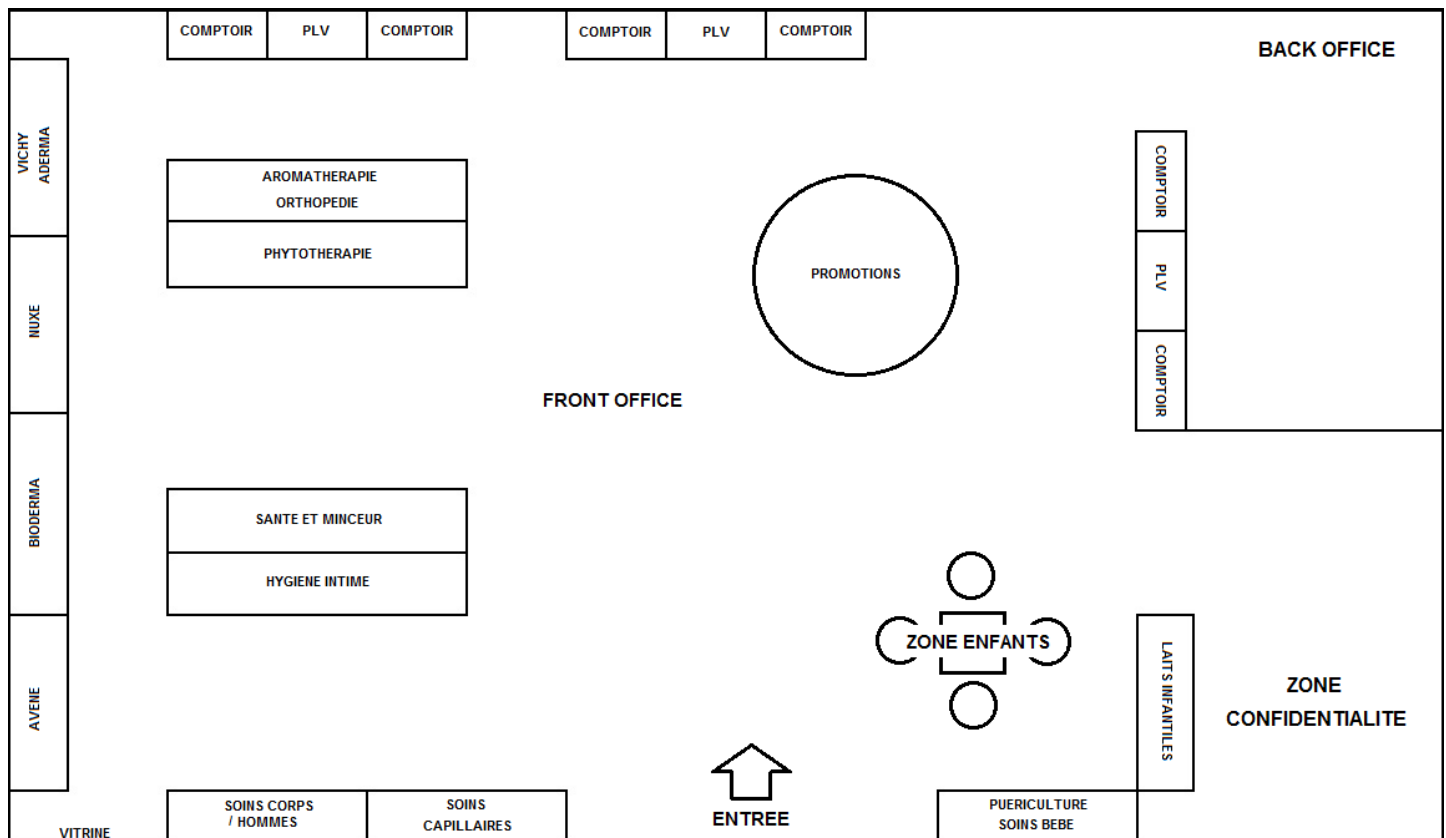 COMPTOIR PLV COMPTOIR COMPTOIR PLV COMPTOIR
BACK OFFICE
VICHY
ADERMA
AROMATHERAPIE
ORTHOPEDIE
PHYTOTHERAPIE
PROMOTIONS
COMPTOIR
PLV
COMPTOIR
NUXE
FRONT OFFICE
BIODERMA
SANTE ET MINCEUR
HYGIENE INTIME
ZONE ENFANTS
AVENE
LAITS INFANTILES
ZONE
CONFIDENTIALITE
ENTREE
VITRINE
SOINS CORPS
/ HOMMES
SOINS
CAPILLAIRES
PUERICULTURE
SOINS BEBE